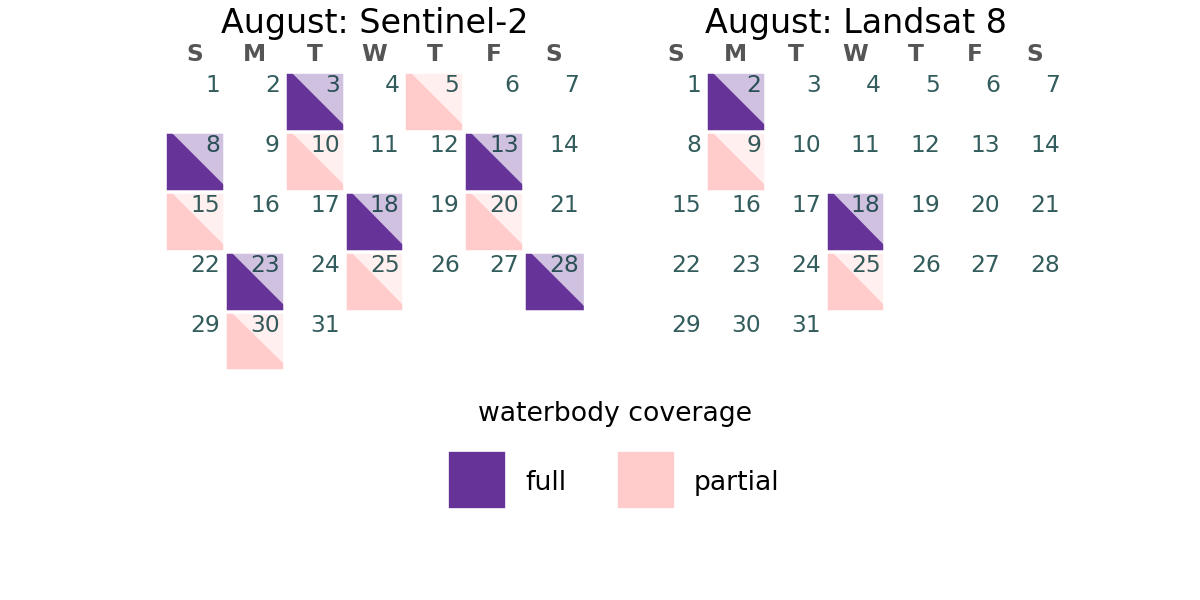 August: Sentinel-2
S M T W T F S
1 2 3 4 5 6 7
8 9 10 11 12 13 14
15 16 17 18 19 20 21
22 23 24 25 26 27 28
29 30 31
August: Landsat 8
S M T W T F S
1 2 3 4 5 6 7
8 9 10 11 12 13 14
15 16 17 18 19 20 21
22 23 24 25 26 27 28
29 30 31
waterbody coverage
full partial